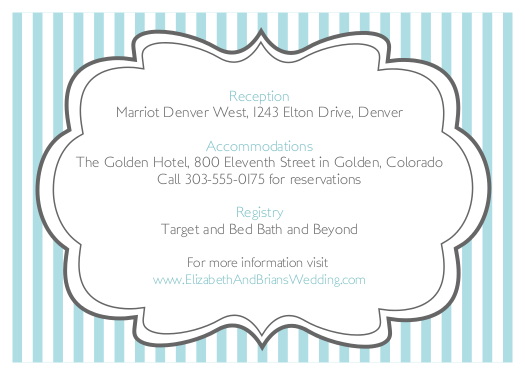 Reception
Marriot Denver West, 1243 Elton Drive, Denver
Accommodations
The Golden Hotel, 800 Eleventh Street in Golden, Colorado
Call 303-555-0175 for reservations
Registry
Target and Bed Bath and Beyond
For more information visit
www.ElizabethAndBriansWedding.com